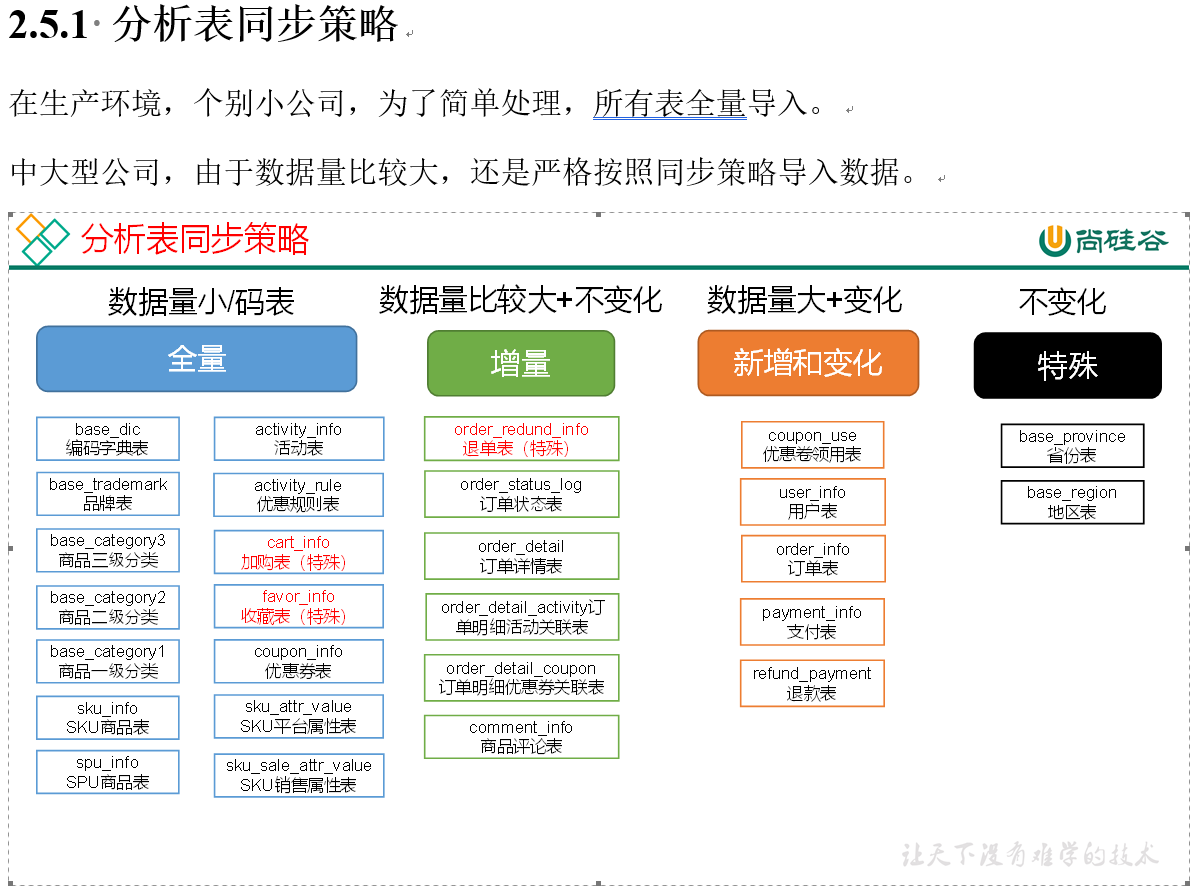 2.5.1 分析表同步策略
在生产环境，个别小公司，为了简单处理，所有表全量导入。
中大型公司，由于数据量比较大，还是严格按照同步策略导入数据。
分析表同步策略
尚硅谷
数据量小/码表
数据量比较大+不变化
数据量大+变化
不变化
全量
增量
新增和变化
特殊
base_dic
编码字典表
base_trademark
品牌表
base_category3
商品三级分类
base_category2
商品二级分类
base_category1
商品一级分类
sku_info
SKU商品表
spu_info
SPU商品表
activity_info
活动表
activity_rule
优惠规则表
cart_info
加购表（特殊）
favor_info
收藏表（特殊）
coupon_info
优惠券表
sku_attr_value
SKU平台属性表
sku_sale_attr_value
SKU销售属性表
order_redund_info
退单表（特殊）
order_status_log
订单状态表
order_detail
订单详情表
order_detail_activity订
单明细活动关联表
order_detail_coupon
订单明细优惠券关联表
comment_info
商品评论表
coupon_use
优惠卷领用表
user_info
用户表
order_info
订单表
payment_info
支付表
refund_payment
退款表
base_province
省份表
base_region
地区表
让天下没有难学的技术